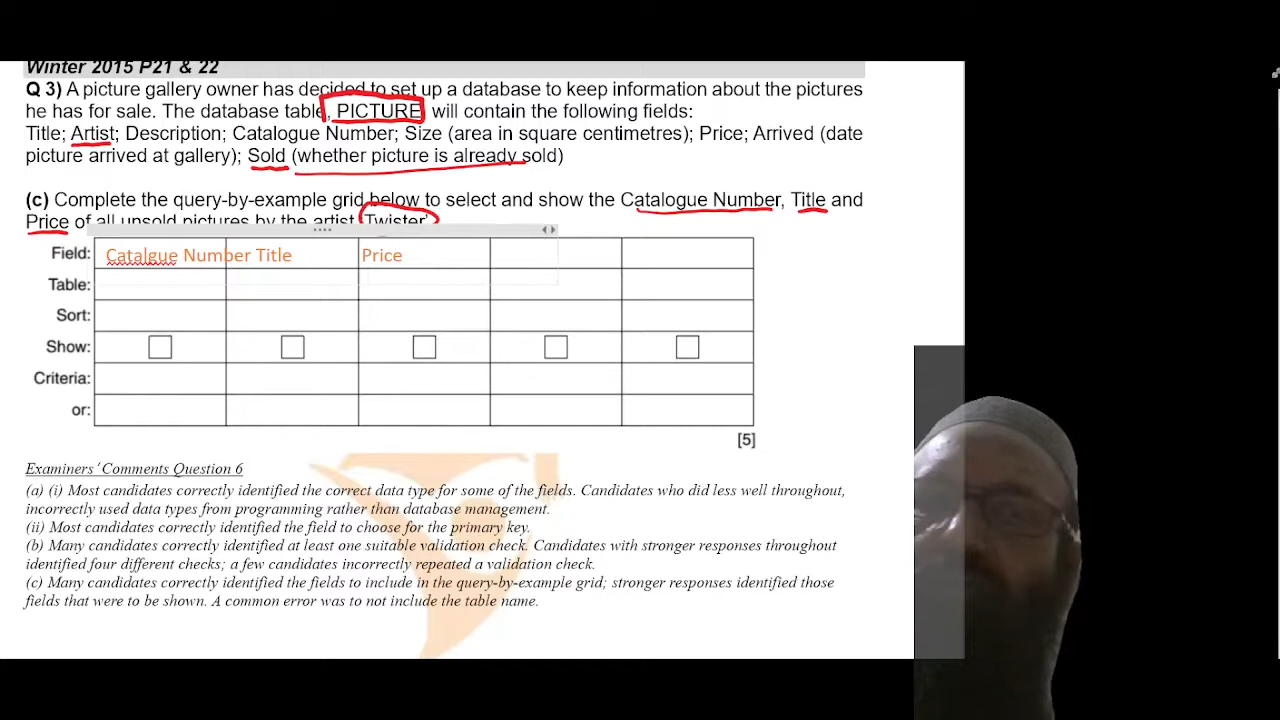 Winter 2015 P21 & 22
Q 3) A picture gallery owner has decided to set up a database to keep information about the pictures
he has for sale. The database table, PICTURE, will contain the following fields:
Title; Artist; Description; Catalogue Number; Size (area in square centimetres); Price; Arrived (date
picture arrived at gallery); Sold (whether picture is already sold)
(c) Complete the query-by-example grid below to select and show the Catalogue Number, Title and
Price of all unsold pictures by the artist 'Twister'.
Field: Catalgue Number Title Price
Table:
Sort:
Show:
Criteria:
or:
[5]
Examiners' Comments Question 6
(a) (i) Most candidates correctly identified the correct data type for some of the fields. Candidates who did less well throughout,
incorrectly used data types from programming rather than database management.
(ii) Most candidates correctly identified the field to choose for the primary key.
(b) Many candidates correctly identified at least one suitable validation check. Candidates with stronger responses throughout
identified four different checks; a few candidates incorrectly repeated a validation check.
(c) Many candidates correctly identified the fields to include in the query-by-example grid; stronger responses identified those
fields that were to be shown. A common error was to not include the table name.